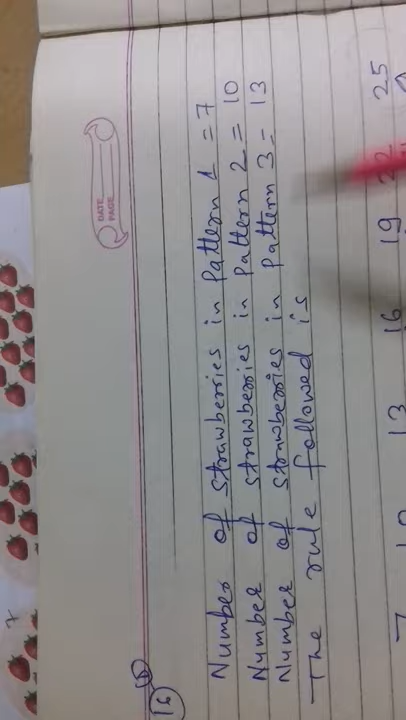 DATE
PAGE
16
Number of Strawberries in Pattern 1 = 7
Number of strawberries in pattern 2 = 10
Number of strawberries in pattern 3 = 13
The rule followed is
7 10 13 16 19 22 25